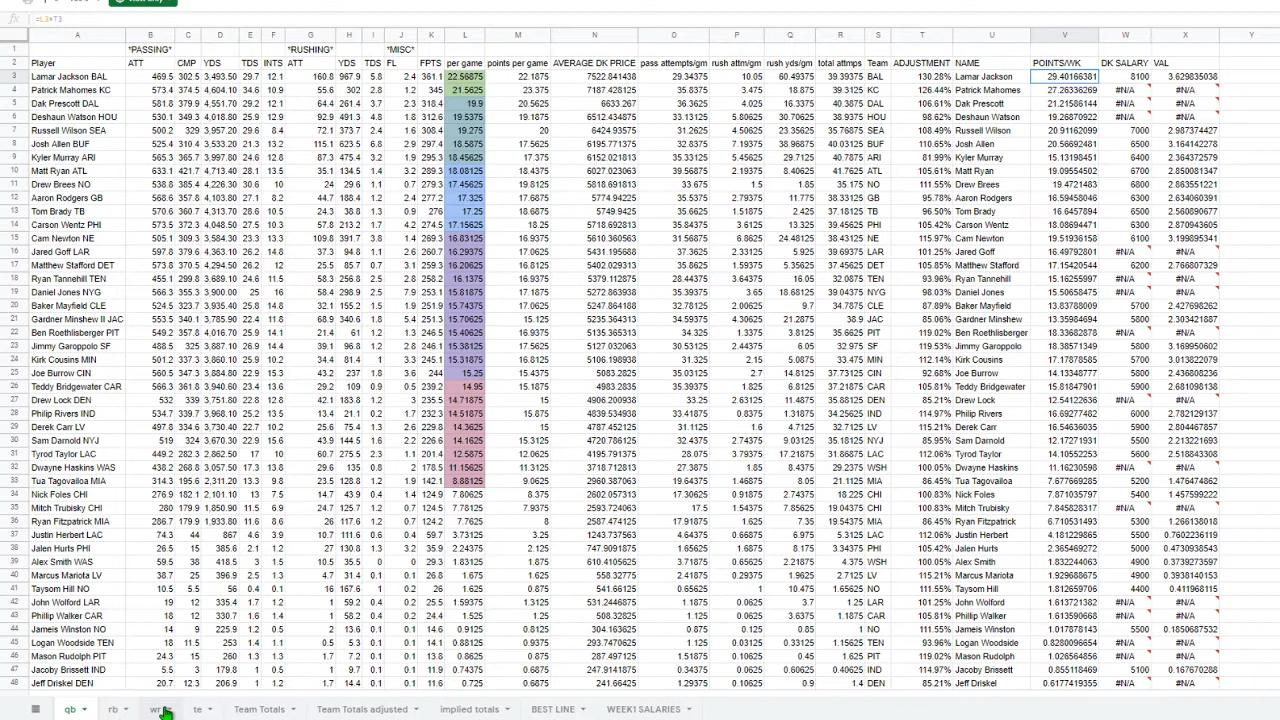 fx =L3*T3
A B C D E F G H I J K L M N O P Q R S T U V W X Y
1 *PASSING* *RUSHING* *MISC*
2 Player ATT CMP YDS TDS INTS ATT YDS TDS FL FPTS per game points per game AVERAGE DK PRICE pass attempts/gm rush attm/gm rush yds/gm total attmps Team ADJUSTMENT NAME POINTS/WK DK SALARY VAL
3 Lamar Jackson BAL 469.5 302.5 3,493.50 29.7 12.1 160.8 967.9 5.8 2.4 361.1 22.56875 22.1875 7522.841438 29.34375 10.05 60.49375 39.39375 BAL 130.28% Lamar Jackson 29.40166381 8100 3.629835038
4 Patrick Mahomes KC 573.4 374.5 4,604.10 34.6 10.9 55.6 302 2.8 1.2 345 21.5625 23.375 7187.429125 35.8375 3.475 18.875 39.3125 KC 126.44% Patrick Mahomes 27.26336269 #N/A #N/A
5 Dak Prescott DAL 581.8 379.9 4,551.70 29.2 12.1 64.4 261.4 3.7 2.3 318.4 19.9 20.5625 6633.267 36.3625 4.025 16.3375 40.3875 DAL 106.61% Dak Prescott 21.21586144 #N/A #N/A
6 Deshaun Watson HOU 530.1 349.3 4,018.80 25.9 12.6 92.9 491.3 4.8 1.8 312.6 19.5375 19.1875 6512.434875 33.13125 5.80625 30.70625 38.9375 HOU 98.62% Deshaun Watson 19.26870922 #N/A #N/A
7 Russell Wilson SEA 500.2 329 3,957.20 29.6 8.4 72.1 373.7 2.4 1.6 308.4 19.275 20 6424.93575 31.2625 4.50625 23.35625 35.76875 SEA 108.49% Russell Wilson 20.91162099 7000 2.987374427
8 Josh Allen BUF 525.4 310.4 3,533.20 21.3 13.2 115.1 623.5 6.8 2.9 297.4 18.5875 17.5625 6195.771375 32.8375 7.19375 38.96875 40.03125 BUF 110.65% Josh Allen 20.56692481 6500 3.164142278
9 Kyler Murray ARI 565.3 365.7 3,997.80 24.6 12.8 87.3 475.4 3.2 1.9 295.3 18.45625 17.375 6152.021813 35.33125 5.45625 29.7125 40.7875 ARI 81.99% Kyler Murray 15.13198451 6400 2.364372579
10 Matt Ryan ATL 633.1 421.7 4,713.40 28.1 13.5 35.1 134.5 1.4 3.2 289.3 18.08125 18.4375 6027.023063 39.56875 2.19375 8.40625 41.7625 ATL 105.61% Matt Ryan 19.09554502 6700 2.850081347
11 Drew Brees NO 538.8 385.4 4,226.30 30.6 10 24 29.6 1.1 0.7 279.3 17.45625 17.9375 5818.691813 33.675 1.5 1.85 35.175 NO 111.55% Drew Brees 19.4721483 6800 2.863551221
12 Aaron Rodgers GB 568.6 357.8 4,103.80 27.1 8.2 44.7 188.4 1.2 2.4 277.2 17.325 16.8125 5774.94225 35.5375 2.79375 11.775 38.33125 GB 95.78% Aaron Rodgers 16.59458046 6300 2.634060391
13 Tom Brady TB 570.6 360.7 4,313.70 28.6 10.5 24.3 38.8 1.3 0.9 276 17.25 18.6875 5749.9425 35.6625 1.51875 2.425 37.18125 TB 96.50% Tom Brady 16.6457894 6500 2.560890677
14 Carson Wentz PHI 573.5 372.3 4,048.50 27.5 10.3 57.8 213.2 1.7 4.2 274.5 17.15625 18.25 5718.692813 35.84375 3.6125 13.325 39.45625 PHI 105.42% Carson Wentz 18.08694471 6300 2.870943605
15 Cam Newton NE 505.1 309.3 3,584.30 23.3 13.3 109.8 391.7 3.8 1.4 269.3 16.83125 16.9375 5610.360438 31.56875 6.8625 24.48125 38.43125 NE 115.97% Cam Newton 19.51936158 6100 3.199895341
16 Jared Goff LAR 597.8 379.6 4,463.30 24.2 14.2 37.3 94.8 1.1 2.6 260.7 16.29375 17.0625 5431.195688 37.3625 2.33125 5.925 39.69375 LAR 101.25% Jared Goff 16.49792801 #N/A #N/A
17 Matthew Stafford DET 573.8 370.5 4,294.50 26.2 12 25.5 85.7 0.7 3.1 259.3 16.20625 16.1875 5402.029313 35.8625 1.59375 5.35625 37.45625 DET 105.85% Matthew Stafford 17.15420544 6200 2.766807329
18 Ryan Tannehill TEN 455.1 299.8 3,689.10 24.6 11.5 58.3 256.8 2.5 2.8 258.2 16.1375 16.1875 5379.112875 28.44375 3.64375 16.05 32.0875 TEN 93.96% Ryan Tannehill 15.16255997 #N/A #N/A
19 Daniel Jones NYG 566.3 355.3 3,900.00 25 16 58.4 298.9 2.5 7.9 253.1 15.81875 17.1875 5272.863938 35.39375 3.65 18.68125 39.04375 NYG 98.03% Daniel Jones 15.50658475 #N/A #N/A
20 Baker Mayfield CLE 524.5 323.7 3,935.40 25.8 14.8 32.1 155.2 1.5 1.9 251.9 15.74375 15.9375 5247.864188 32.78125 2.00625 9.7 34.7875 CLE 87.89% Baker Mayfield 13.83788009 5700 2.427698262
21 Gardner Minshew II JAC 553.5 340.1 3,785.90 22.4 11.8 68.9 340.6 1.8 5.4 251.3 15.70625 15.125 5235.364313 34.59375 4.30625 21.2875 38.9 JAC 85.06% Gardner Minshew 13.35984694 5800 2.303421887
22 Ben Roethlisberger PIT 549.2 357.8 4,016.70 25.9 14.1 21.4 61 1.2 1.3 246.5 15.40625 15.8125 5135.365313 34.325 1.3375 3.8125 35.6625 PIT 119.02% Ben Roethlisberger 18.33682878 #N/A #N/A
23 Jimmy Garoppolo SF 488.5 325 3,887.90 26.9 14.4 39.1 96.8 1.2 2.8 246.1 15.38125 17.5625 5127.032063 30.53125 2.44375 6.05 32.975 SF 119.53% Jimmy Garoppolo 18.38571349 5800 3.169950602
24 Kirk Cousins MIN 501.2 337.3 3,863.10 25.9 10.2 34.4 81.4 1 3.3 245.1 15.31875 16.8125 5106.198938 31.325 2.15 5.0875 33.475 MIN 112.14% Kirk Cousins 17.17878585 5700 3.013822079
25 Joe Burrow CIN 560.5 347.3 3,884.80 22.9 15.3 43.2 237 1.8 3.6 244 15.25 15.4375 5083.2825 35.03125 2.7 14.8125 37.73125 CIN 92.68% Joe Burrow 14.13348777 5800 2.436808236
26 Teddy Bridgewater CAR 566.3 361.8 3,940.60 23.4 13.6 29.2 109 0.9 0.5 239.2 14.95 15.1875 4983.2835 35.39375 1.825 6.8125 37.21875 CAR 105.81% Teddy Bridgewater 15.81847901 5900 2.681098138
27 Drew Lock DEN 532 339 3,751.80 22.8 12.8 42.1 183.8 1.2 3 235.5 14.71875 15 4906.200938 33.25 2.63125 11.4875 35.88125 DEN 85.21% Drew Lock 12.54122636 #N/A #N/A
28 Philip Rivers IND 534.7 339.7 3,968.10 25.2 13.5 13.4 21.1 0.2 1.7 232.3 14.51875 15.875 4839.534938 33.41875 0.8375 1.31875 34.25625 IND 114.97% Philip Rivers 16.69277482 6000 2.782129137
29 Derek Carr LV 497.8 334.6 3,730.40 22.7 10.2 25.6 75.4 1.3 2.6 229.8 14.3625 15 4787.452125 31.1125 1.6 4.7125 32.7125 LV 115.21% Derek Carr 16.54636035 5900 2.804467857
30 Sam Darnold NYJ 519 324 3,670.30 22.9 15.6 43.9 144.5 1.6 2.2 226.6 14.1625 15.3125 4720.786125 32.4375 2.74375 9.03125 35.18125 NYJ 85.95% Sam Darnold 12.17271931 5500 2.213221693
31 Tyrod Taylor LAC 449.2 282.3 2,862.50 17 10 60.7 275.5 2.3 1.1 201.4 12.5875 12.0625 4195.791375 28.075 3.79375 17.21875 31.86875 LAC 112.06% Tyrod Taylor 14.10552253 5600 2.518844308
32 Dwayne Haskins WAS 438.2 268.8 3,057.50 17.3 13.8 29.6 135 0.8 2 178.5 11.15625 11.3125 3718.712813 27.3875 1.85 8.4375 29.2375 WSH 100.05% Dwayne Haskins 11.16230598 #N/A #N/A
33 Tua Tagovailoa MIA 314.3 195.6 2,311.20 13.3 9.8 23.5 128.8 1.2 1.9 142.1 8.88125 9.0625 2960.387063 19.64375 1.46875 8.05 21.1125 MIA 86.45% Tua Tagovailoa 7.677669285 5200 1.476474862
34 Nick Foles CHI 276.9 182.1 2,101.10 13 7.5 14.7 43.9 0.4 1.4 124.9 7.80625 8.375 2602.057313 17.30625 0.91875 2.74375 18.225 CHI 100.83% Nick Foles 7.871035797 5400 1.457599222
35 Mitch Trubisky CHI 280 179.9 1,850.90 11.5 6.9 24.7 125.7 1.2 0.7 124.5 7.78125 7.9375 2593.724063 17.5 1.54375 7.85625 19.04375 CHI 100.83% Mitch Trubisky 7.845828317 #N/A #N/A
36 Ryan Fitzpatrick MIA 286.7 179.9 1,933.80 11.6 8.6 26 117.6 1.2 0.7 124.2 7.7625 8 2587.474125 17.91875 1.625 7.35 19.54375 MIA 86.45% Ryan Fitzpatrick 6.710531493 5300 1.266138018
37 Justin Herbert LAC 74.3 44 867 4.6 3.9 10.7 111.6 0.6 0.4 59.7 3.73125 3.25 1243.737563 4.64375 0.66875 6.975 5.3125 LAC 112.06% Justin Herbert 4.181229865 5500 0.7602236119
38 Jalen Hurts PHI 26.5 15 385.6 2.1 1.2 27 130.8 1.3 3.2 35.9 2.24375 2.125 747.9091875 1.65625 1.6875 8.175 3.34375 PHI 105.42% Jalen Hurts 2.365469272 5000 0.4730938543
39 Alex Smith WAS 59.5 38 418.5 3 1.6 10.5 35.5 0 0 29.3 1.83125 1.875 610.4105625 3.71875 0.65625 2.21875 4.375 WSH 100.05% Alex Smith 1.832244063 4900 0.3739273597
40 Marcus Mariota LV 38.7 25 396.9 2.5 1.4 4.7 31.4 0.1 0.1 26.8 1.675 1.625 558.32775 2.41875 0.29375 1.9625 2.7125 LV 115.21% Marcus Mariota 1.929688675 4900 0.3938140153
41 Taysom Hill NO 10.5 5.5 56 0.4 0.1 16 167.6 1 0.2 26 1.625 0.875 541.66125 0.65625 1 10.475 1.65625 NO 111.55% Taysom Hill 1.812659265 4400 0.411968115
42 John Wolford LAR 19 12 335.4 1.7 1.2 1 59.2 0.4 0.2 25.5 1.59375 1.3125 531.2446875 1.1875 0.0625 3.7 1.25 LAR 101.25% John Wolford 1.613721382 #N/A #N/A
43 Phillip Walker CAR 18 12 330.7 1.6 1.2 1 58.2 0.4 0.2 24.4 1.525 1.25 508.32875 1.125 0.0625 3.6375 1.1875 CAR 105.81% Phillip Walker 1.613590802 #N/A #N/A
44 Jameis Winston NO 14 9 225.9 1.2 0.5 2 13.6 0.1 0.1 14.6 0.9125 1 304.163625 0.875 0.125 0.85 1 NO 111.55% Jameis Winston 1.017878143 5500 0.1850687532
45 Logan Woodside TEN 18 11.5 253 1.4 1.1 0.5 5.3 0.1 0.1 14.1 0.88125 0.9375 293.7470625 1.125 0.03125 0.33125 1.15625 TEN 93.96% Logan Woodside 0.8280096654 #N/A #N/A
46 Mason Rudolph PIT 24.3 15 260 1.3 1.4 1.7 7.2 0.1 0.1 13.8 0.8625 0.875 287.497125 1.51875 0.10625 0.45 1.625 PIT 119.02% Mason Rudolph 1.026564856 #N/A #N/A
47 Jacoby Brissett IND 5.5 3 179.8 1 0.5 1 9.7 0.1 0.1 11.9 0.74375 0.8125 247.9141875 0.34375 0.0625 0.60625 0.40625 IND 114.97% Jacoby Brissett 0.855118469 5100 0.167670288
48 Jeff Driskel DEN 20.7 13 206.9 1 1.2 1.7 14.4 0.1 0.1 11.6 0.725 0.6875 241.66425 1.29375 0.10625 0.9 1.4 DEN 85.21% Jeff Driskel 0.6177419355 #N/A #N/A
qb rb wr te Team Totals Team Totals adjusted implied totals BEST LINE WEEK1 SALARIES